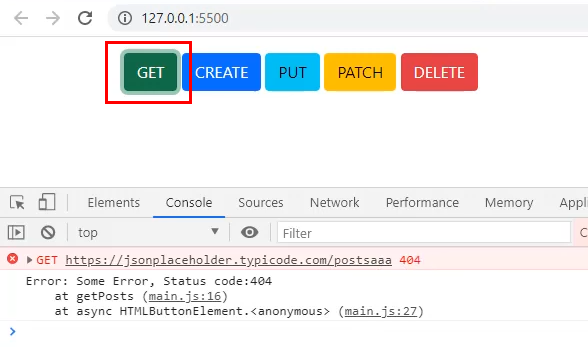 127.0.0.1:5500
GET CREATE PUT PATCH DELETE
Elements Console Sources Network Performance Memory Appli
top Filter C
GET https://jsonplaceholder.typicode.com/postsaaa 404
Error: Some Error, Status code:404
at getPosts (main.js:16)
at async HTMLButtonElement.<anonymous> (main.js:27)